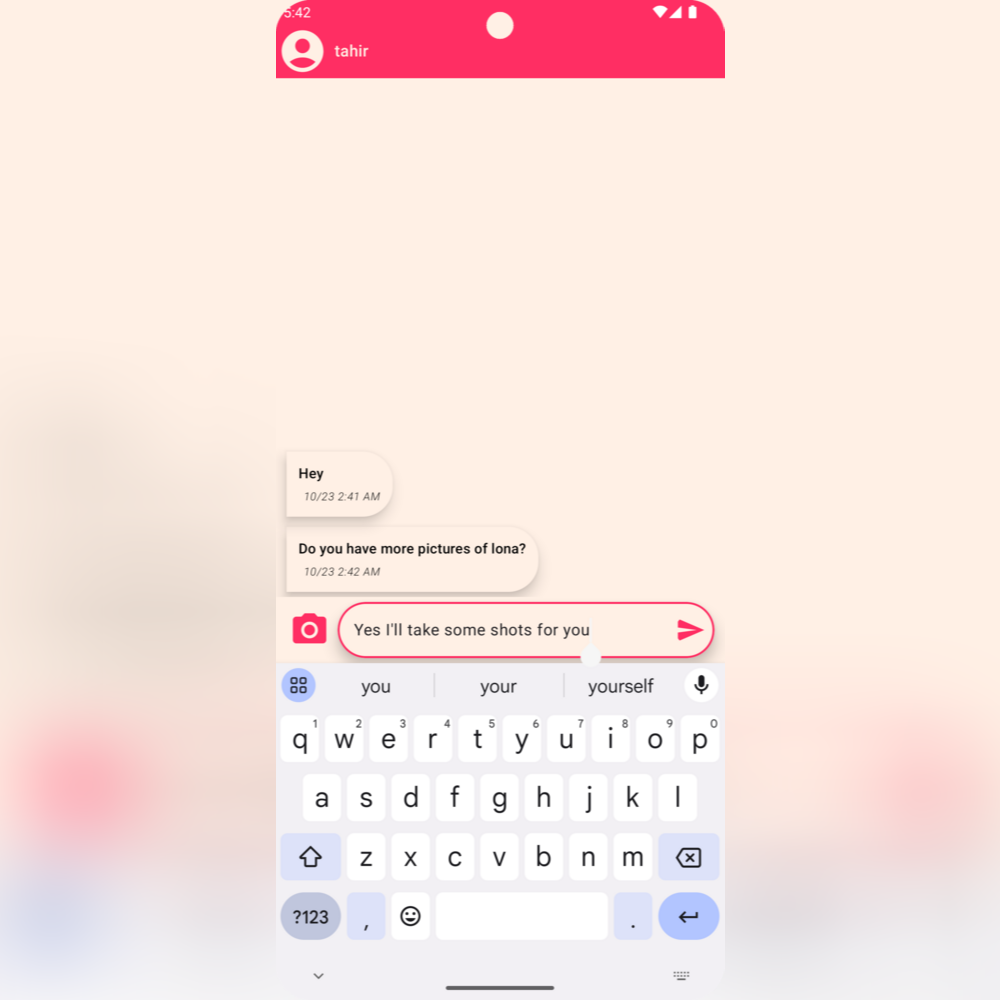 5:42
tahir
Hey
10/23 2:41 AM
Do you have more pictures of Iona?
10/23 2:42 AM
Yes I'll take some shots for you
you your yourself
1 2 3 4 5 6 7 8 9 0
q w e r t y u i o p
a s d f g h j k l
z x c v b n m
?123 , .